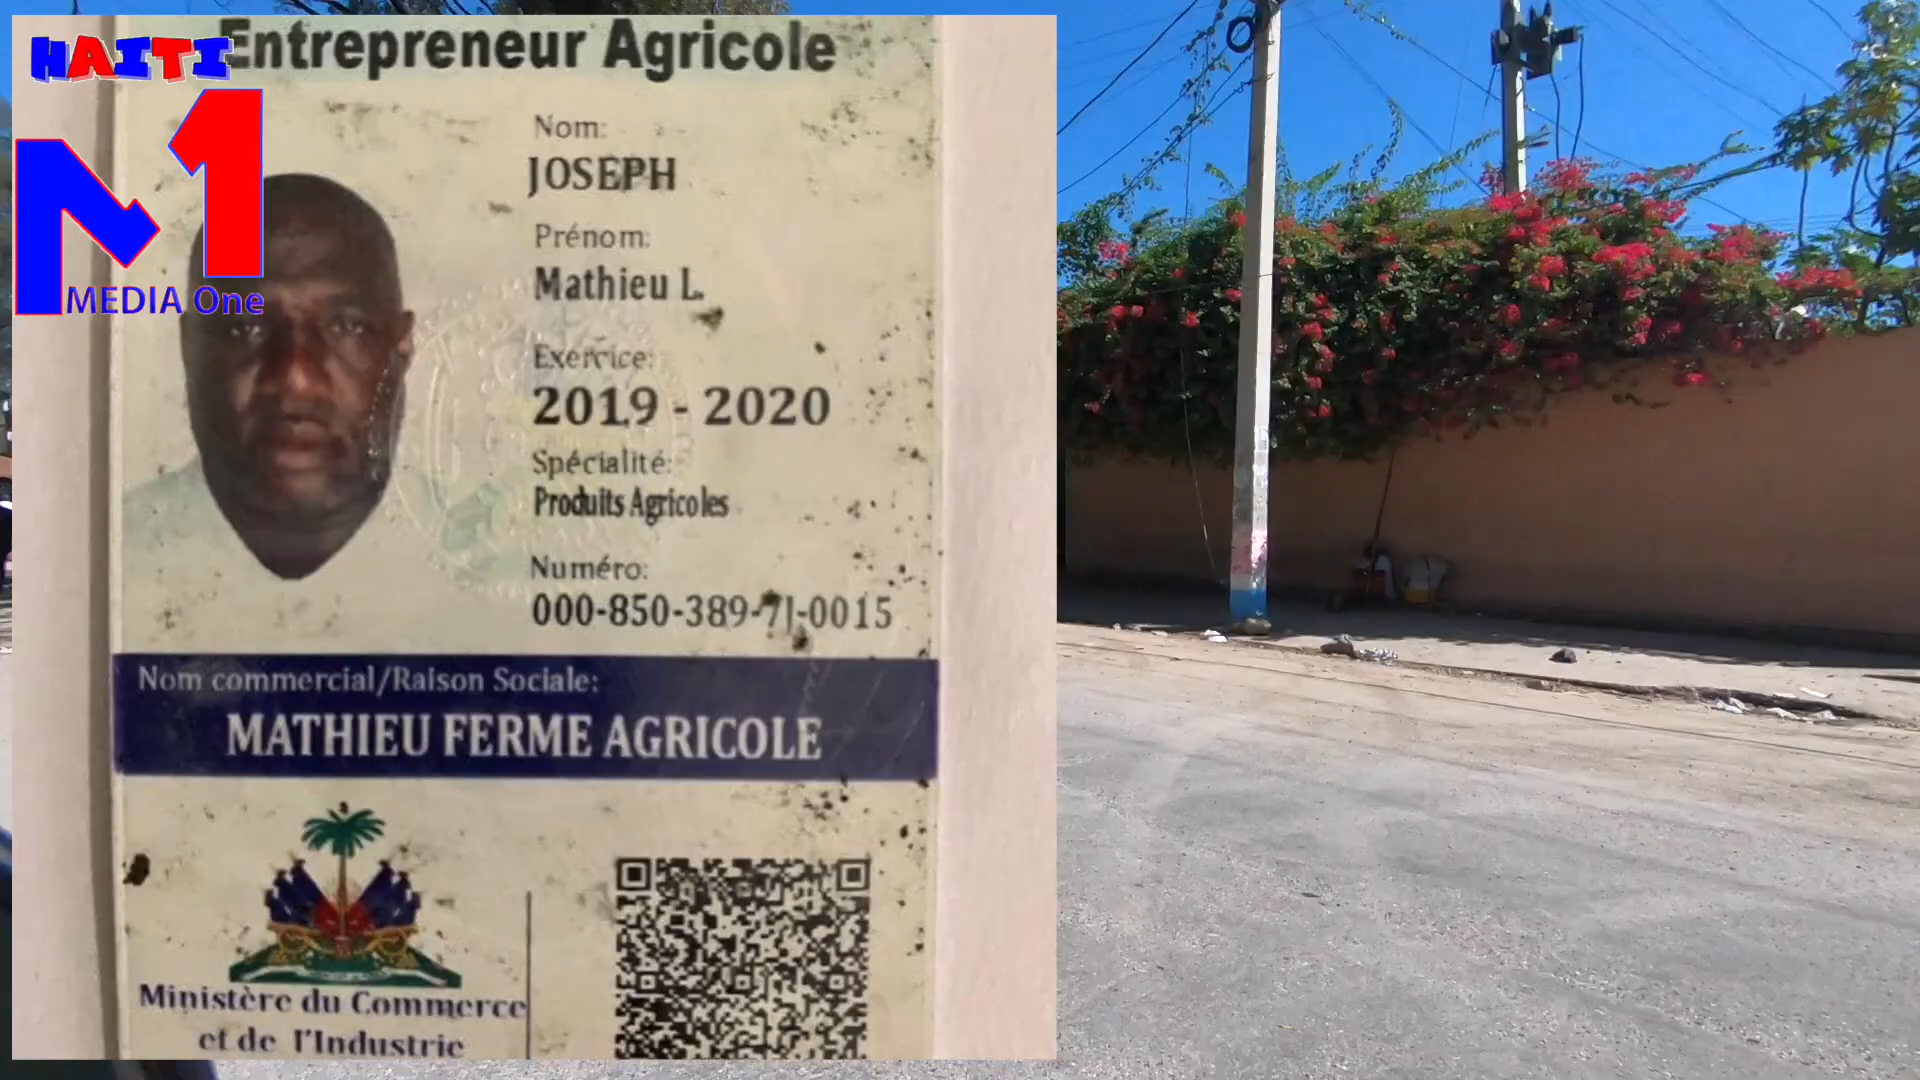 HAITI
M1
MEDIA One
Entrepreneur Agricole
Nom:
JOSEPH
Prénom:
Mathieu L.
Exercice:
2019 - 2020
Spécialité:
Produits Agricoles
Numéro:
000-850-389-7J-0015
Nom commercial/Raison Sociale:
MATHIEU FERME AGRICOLE
Ministère du Commerce
et de l'Industrie